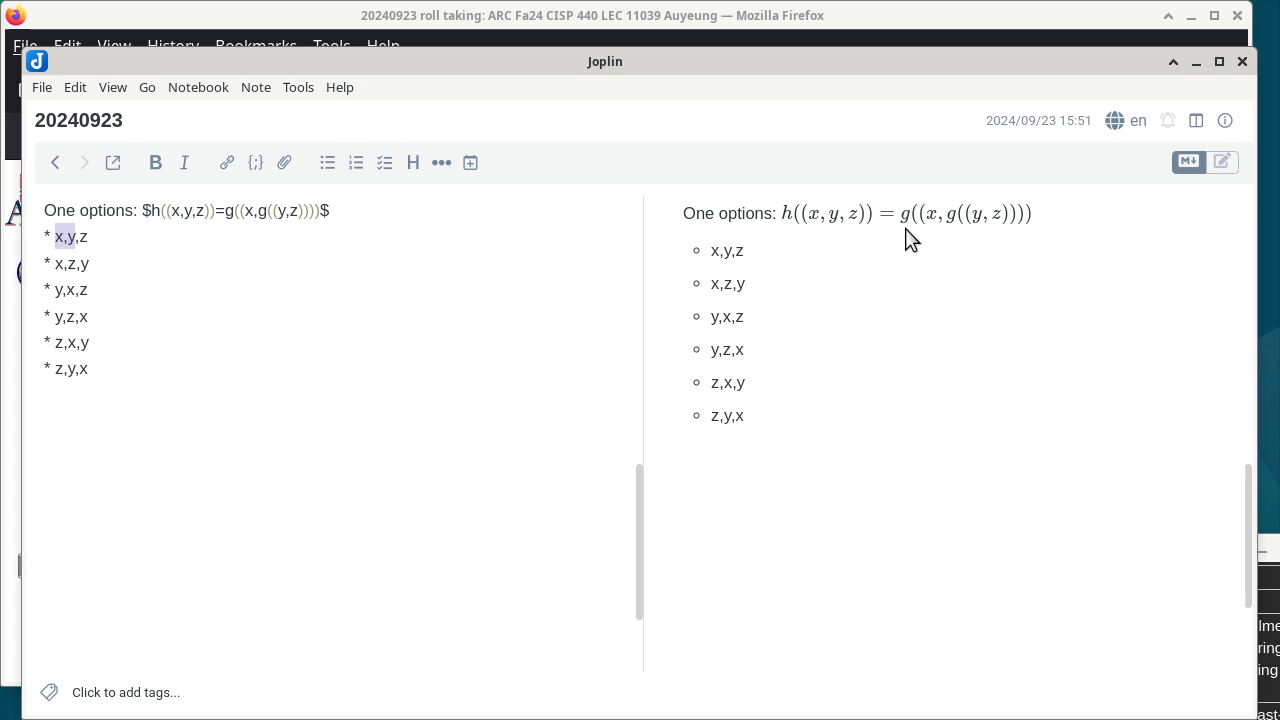 20240923 roll taking: ARC Fa24 CISP 440 LEC 11039 Auyeung — Mozilla Firefox
File Edit View History Bookmarks Tools Help
Joplin
File Edit View Go Notebook Note Tools Help
20240923
2024/09/23 15:51
en
One options: $h((x,y,z))=g((x,g((y,z))))$
* x,y,z
* x,z,y
* y,x,z
* y,z,x
* z,x,y
* z,y,x
One options: h((x, y, z)) = g((x, g((y, z))))
x,y,z
x,z,y
y,x,z
y,z,x
z,x,y
z,y,x
Click to add tags...